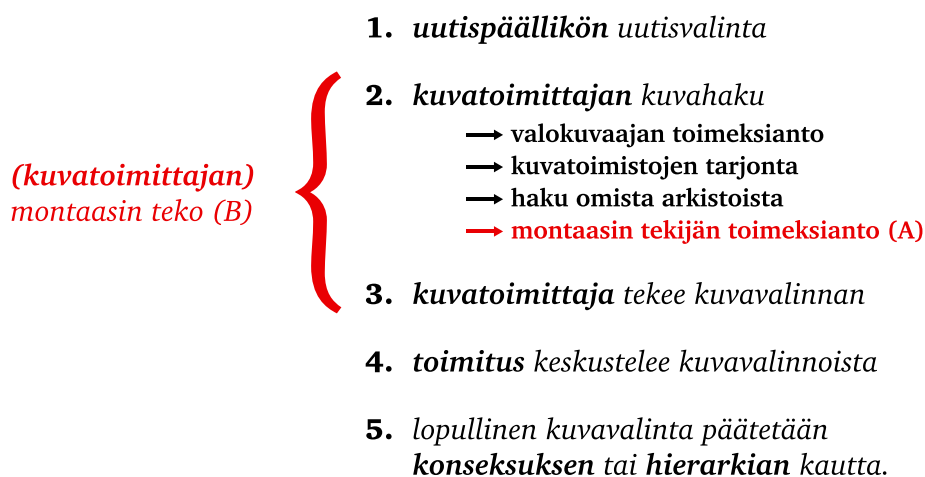 1. uutispäällikön uutisvalinta
2. kuvatoimittajan kuvahaku
valokuvaajan toimeksianto
kuvatoimistojen tarjonta
haku omista arkistoista
montaasin tekijän toimeksianto (A)
(kuvatoimittajan)
montaasin teko (B)
3. kuvatoimittaja tekee kuvavalinnan
4. toimitus keskustelee kuvavalinnoista
5. lopullinen kuvavalinta päätetään
konseksuksen tai hierarkian kautta.